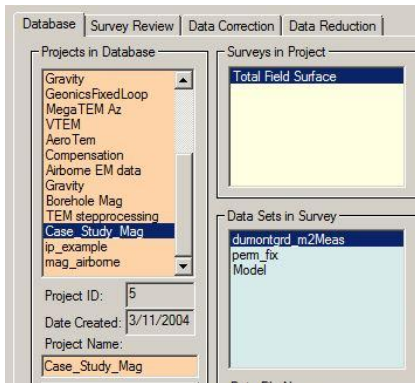 Database
Survey Review
Data Correction
Data Reduction
Projects in Database
Gravity
GeonicsFixedLoop
MegaTEM Az
VTEM
AeroTem
Compensation
Airborne EM data
Gravity
Borehole Mag
TEM stepprocessing
Case_Study_Mag
ip_example
mag_airborne
Project ID: 5
Date Created: 3/11/2004
Project Name:
Case_Study_Mag
Surveys in Project
Total Field Surface
Data Sets in Survey
dumontgrd_m2Meas
perm_fix
Model